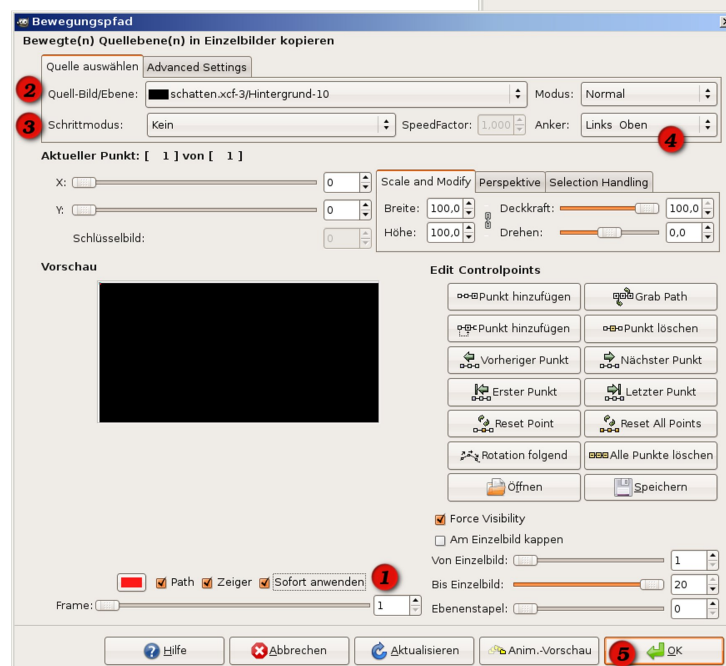 Bewegungspfad
Bewegte(n) Quellebene(n) in Einzelbilder kopieren
Quelle auswählen Advanced Settings
2 Quell-Bild/Ebene: schatten.xcf-3/Hintergrund-10 Modus: Normal
3 Schrittmodus: Kein SpeedFactor: 1,000 Anker: Links Oben
4
Aktueller Punkt: [ 1 ] von [ 1 ]
X: 0 Scale and Modify Perspektive Selection Handling
Y: 0 Breite: 100,0 Deckkraft: 100,0
Schlüsselbild: 0 Höhe: 100,0 Drehen: 0,0
Vorschau Edit Controlpoints
Punkt hinzufügen Grab Path
Punkt hinzufügen Punkt löschen
Vorheriger Punkt Nächster Punkt
Erster Punkt Letzter Punkt
Reset Point Reset All Points
Rotation folgend Alle Punkte löschen
Öffnen Speichern
Force Visibility
Am Einzelbild kappen
Von Einzelbild: 1
Path Zeiger Sofort anwenden 1 Bis Einzelbild: 20
Frame: 1 Ebenenstapel: 0
Hilfe Abbrechen Aktualisieren Anim.-Vorschau 5 OK